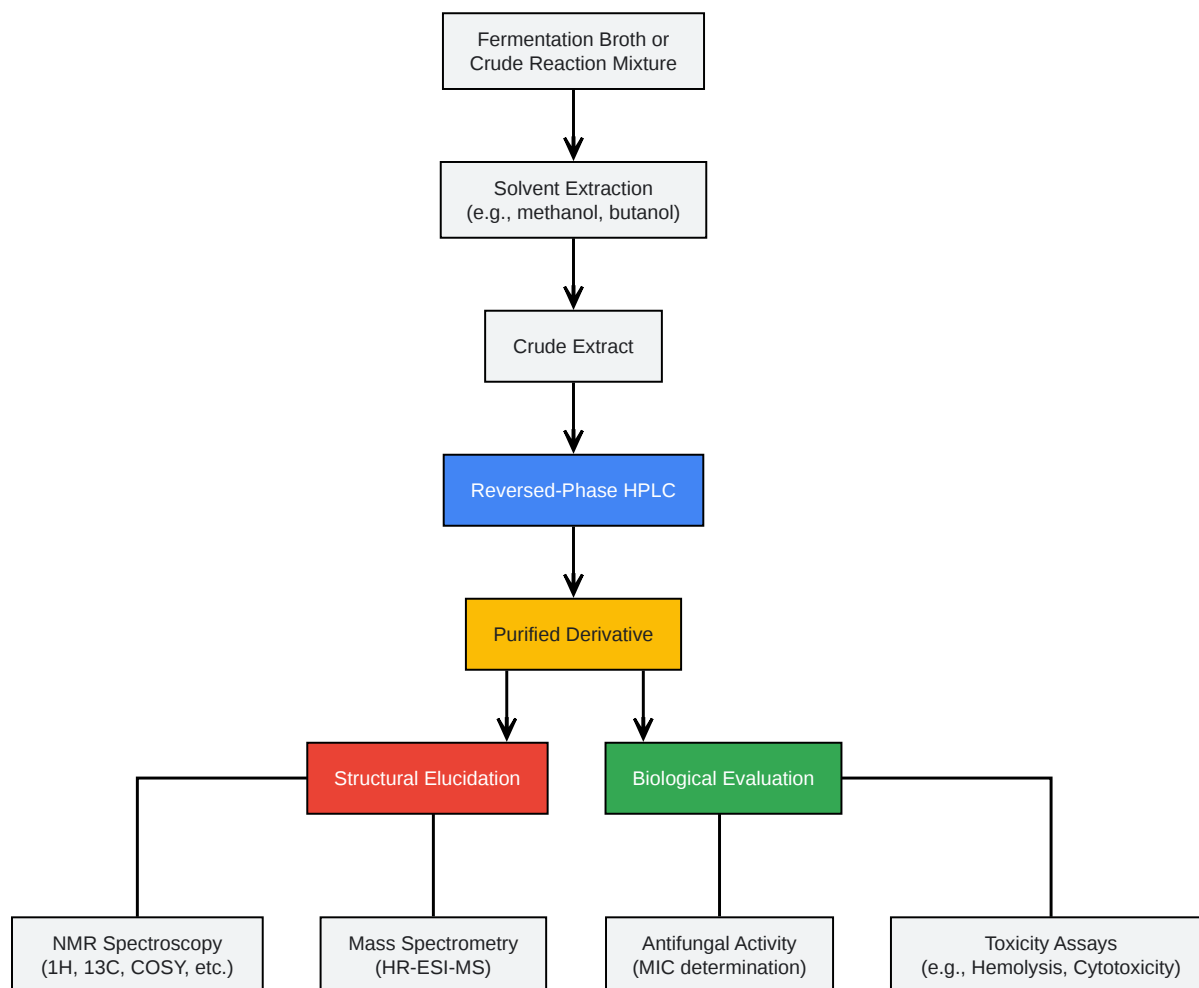 Fermentation Broth or
Crude Reaction Mixture
Solvent Extraction
(e.g., methanol, butanol)
Crude Extract
Reversed-Phase HPLC
Purified Derivative
Structural Elucidation
Biological Evaluation
NMR Spectroscopy
(1H, 13C, COSY, etc.)
Mass Spectrometry
(HR-ESI-MS)
Antifungal Activity
(MIC determination)
Toxicity Assays
(e.g., Hemolysis, Cytotoxicity)